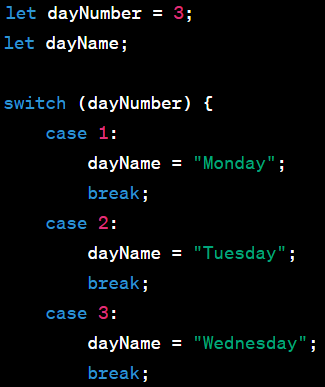 let dayNumber = 3;
let dayName;
switch (dayNumber) {
    case 1:
        dayName = "Monday";
        break;
    case 2:
        dayName = "Tuesday";
        break;
    case 3:
        dayName = "Wednesday";
        break;